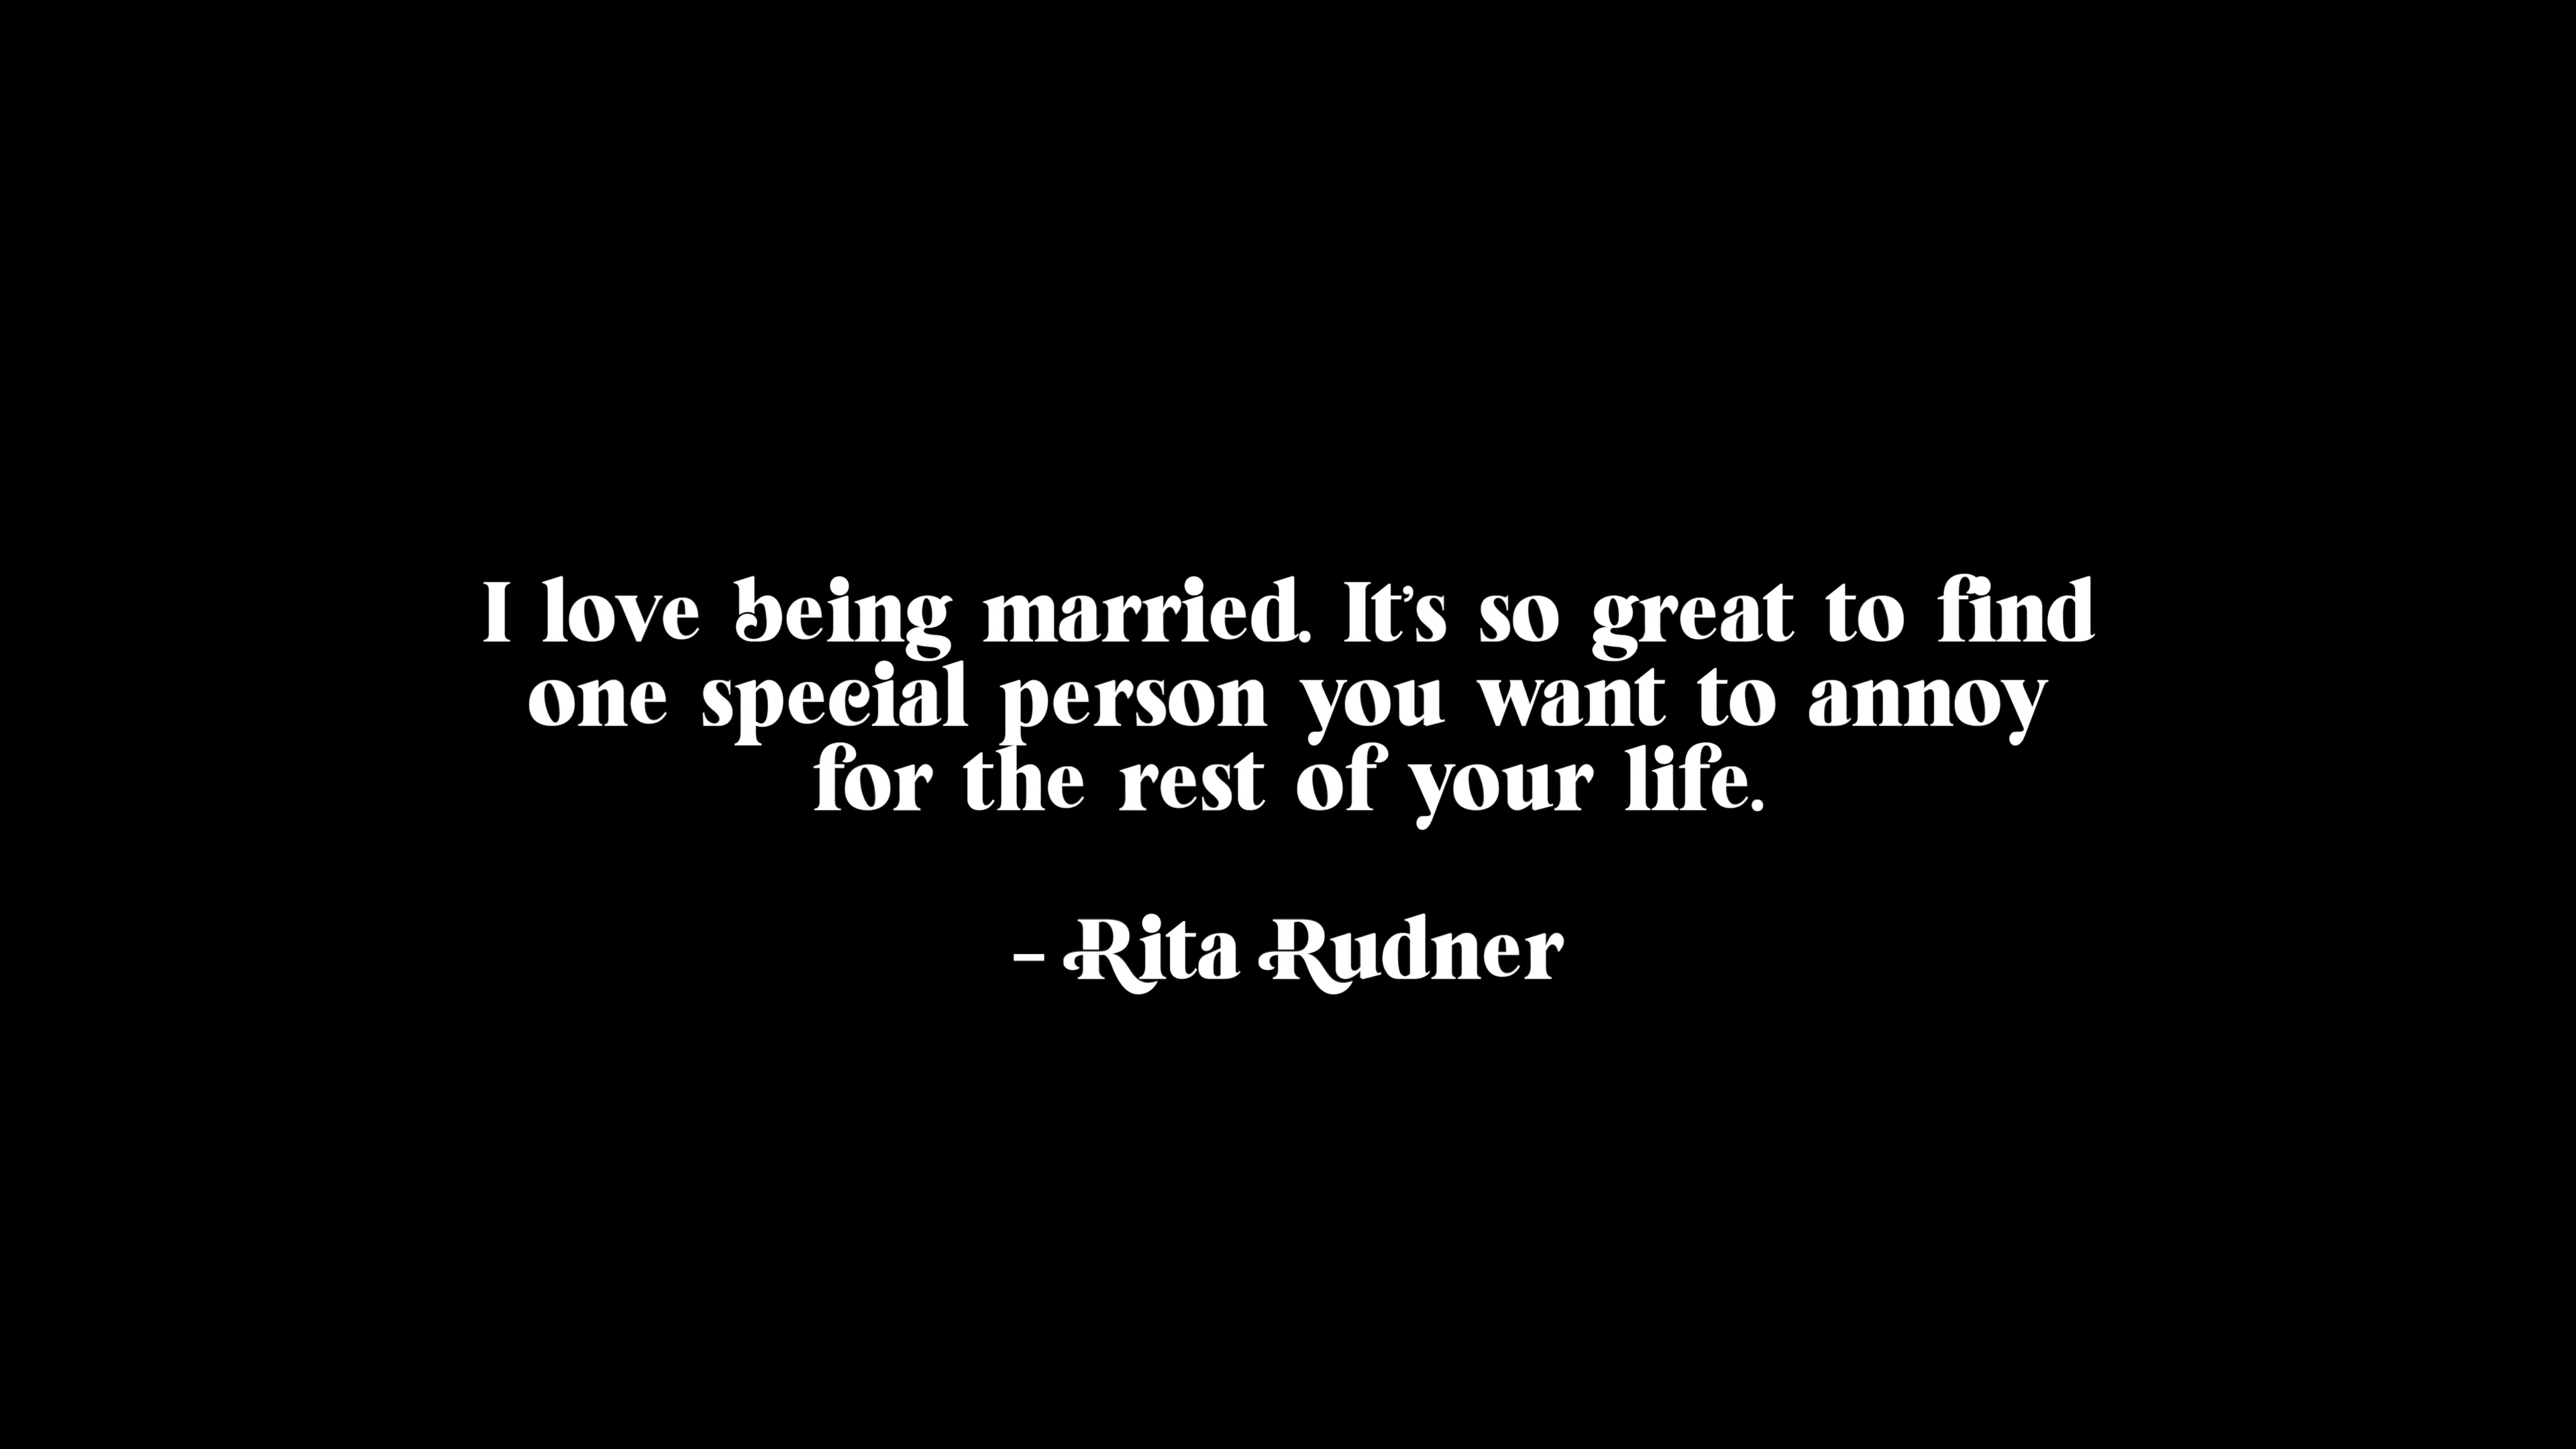 I love being married. It's so great to find
one special person you want to annoy
for the rest of your life.
– Rita Rudner